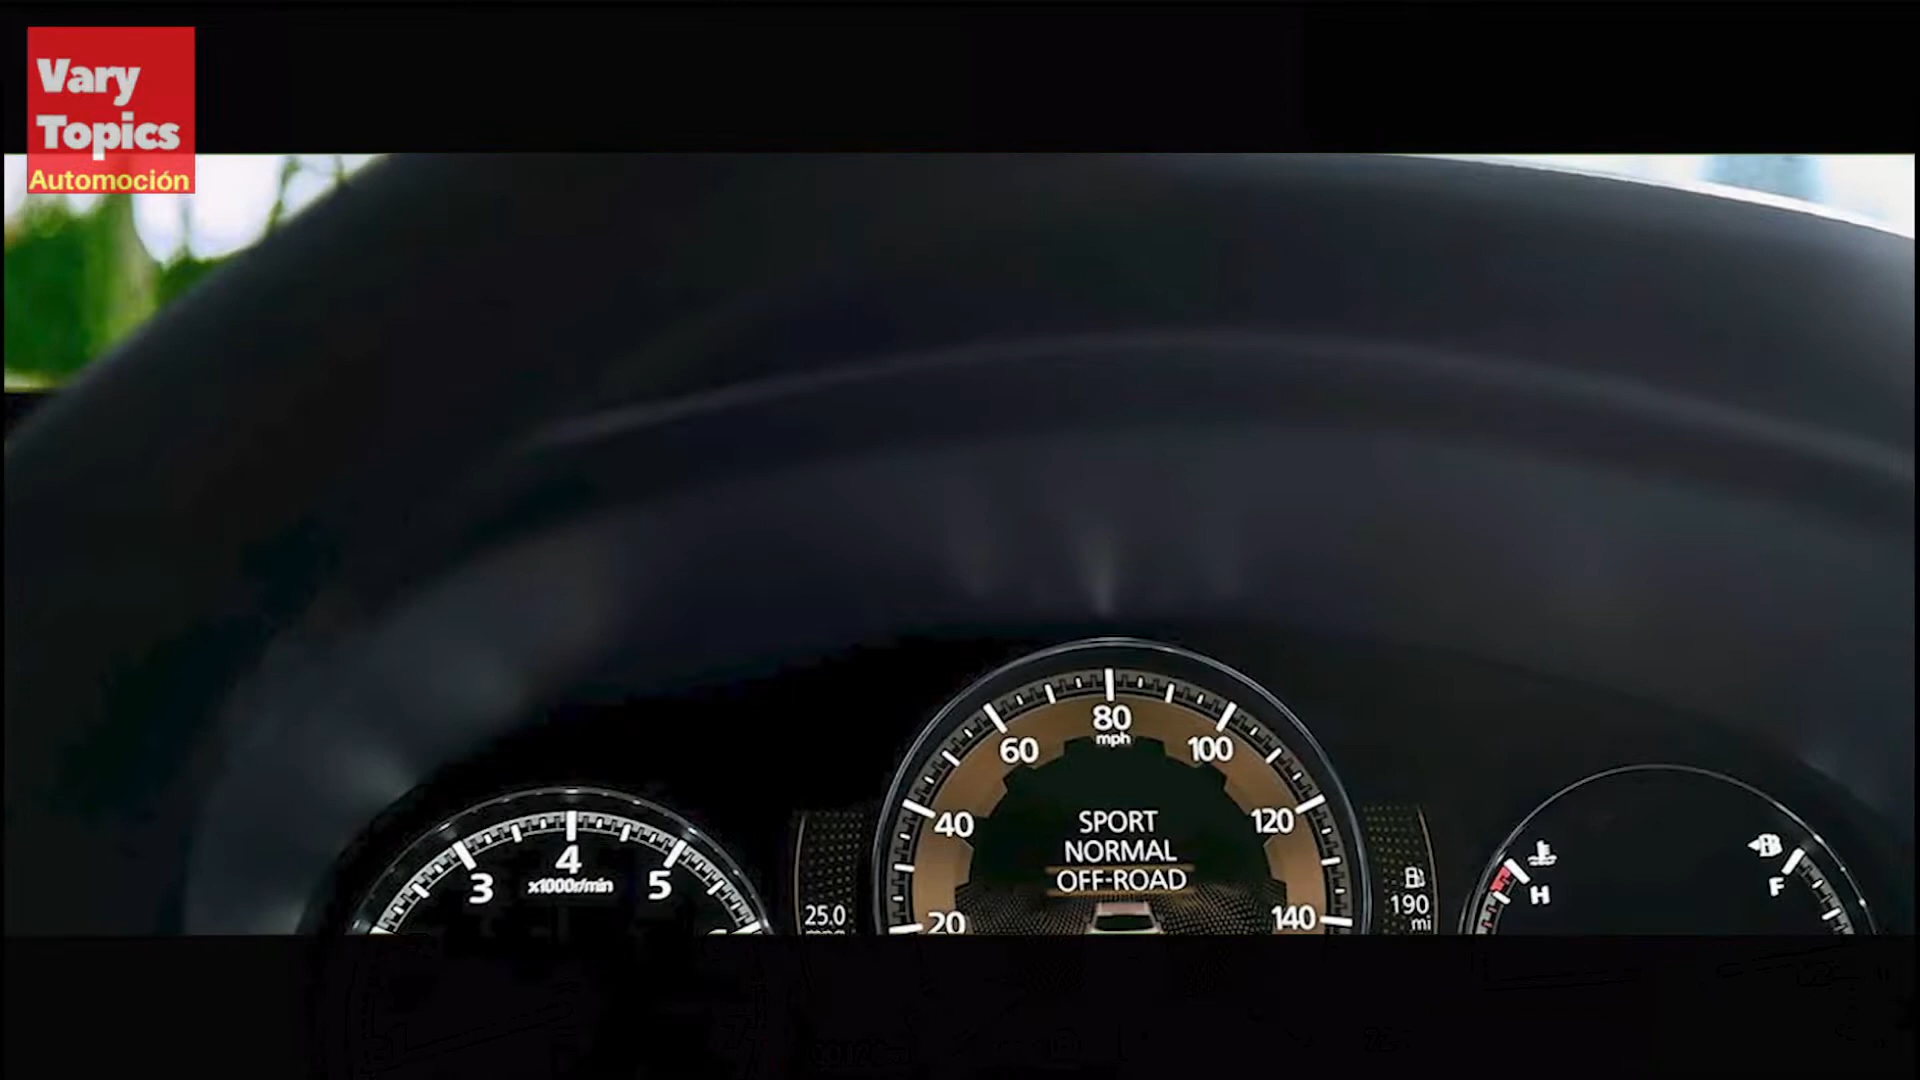 Vary
Topics
Automoción
80
mph
60
100
40
120
SPORT
NORMAL
OFF-ROAD
20
140
3
4
5
x1000r/min
25.0
190
mi
H
F